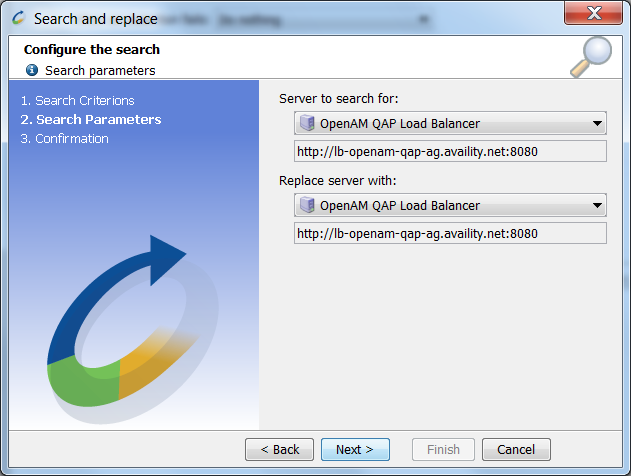 Search and replace
Configure the search
Search parameters
1. Search Criterions
2. Search Parameters
3. Confirmation
Server to search for:
OpenAM QAP Load Balancer
http://lb-openam-qap-ag.availity.net:8080
Replace server with:
OpenAM QAP Load Balancer
http://lb-openam-qap-ag.availity.net:8080
< Back Next > Finish Cancel